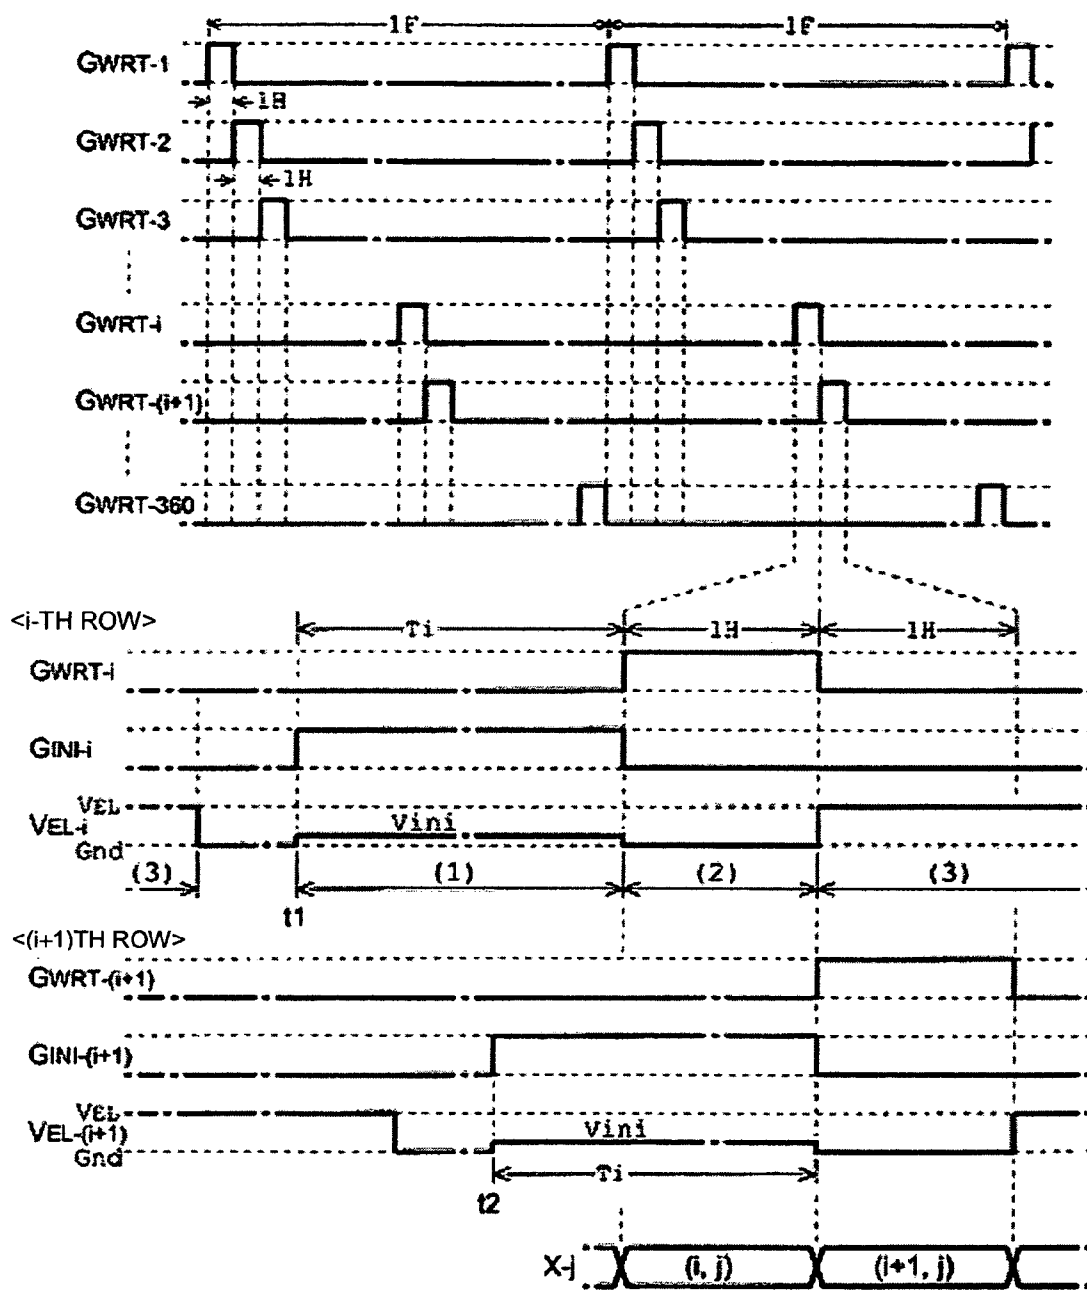 1F 1F
GWRT-1
1H
GWRT-2
1H
GWRT-3
GWRT-i
GWRT-(i+1)
GWRT-360
<i-TH ROW>
Ti 1H 1H
GWRT-i
GINI-i
VEL
VEL-i Vini
Gnd
(3) (1) (2) (3)
t1
<(i+1)TH ROW>
GWRT-(i+1)
GINI-(i+1)
VEL
VEL-(i+1) Vini
Gnd
Ti
t2
X-j (i, j) (i+1, j)